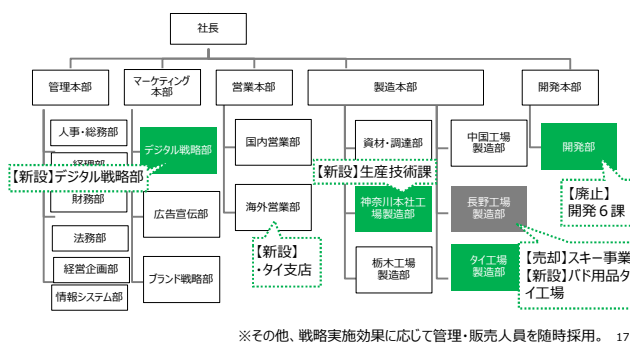 社長
管理本部
マーケティング
本部
営業本部
製造本部
開発本部
人事・総務部
経理部
財務部
法務部
経営企画部
情報システム部
【新設】デジタル戦略部
デジタル戦略部
広告宣伝部
ブランド戦略部
国内営業部
海外営業部
【新設】
・タイ支店
資材・調達部
【新設】生産技術課
神奈川本社工
場製造部
栃木工場
製造部
中国工場
製造部
長野工場
製造部
タイ工場
製造部
【売却】スキー事業
【新設】バド用品タ
イ工場
開発部
【廃止】
開発６課
※その他、戦略実施効果に応じて管理・販売人員を随時採用。
17